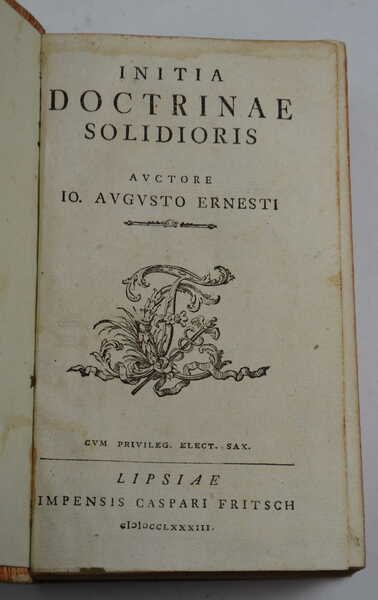 INITIA
DOCTRINAE
SOLIDIORIS
AVCTORE
IO. AVGVSTO ERNESTI
CVM PRIVILEG. ELECT. SAX.
LIPSIAE
IMPENSIS CASPARI FRITSCH
cIↃIↃCCLXXXIII.